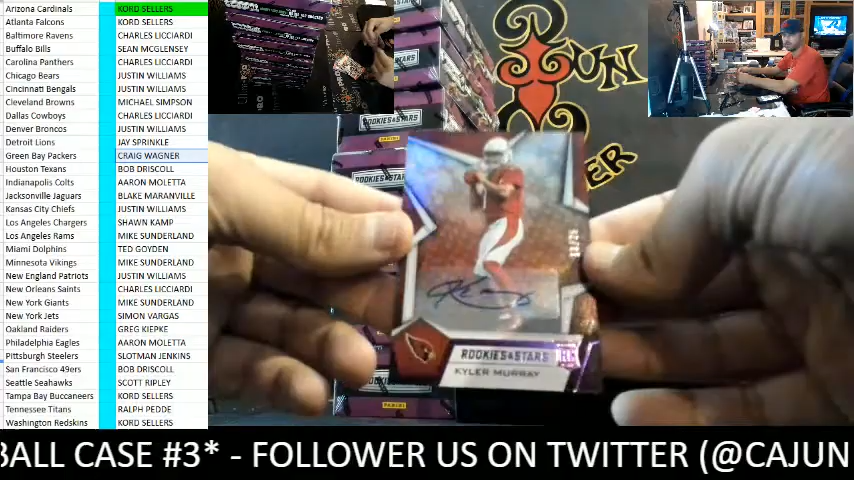 Arizona Cardinals KORD SELLERS
Atlanta Falcons KORD SELLERS
Baltimore Ravens CHARLES LICCIARDI
Buffalo Bills SEAN MCGLENSEY
Carolina Panthers CHARLES LICCIARDI
Chicago Bears JUSTIN WILLIAMS
Cincinnati Bengals JUSTIN WILLIAMS
Cleveland Browns MICHAEL SIMPSON
Dallas Cowboys CHARLES LICCIARDI
Denver Broncos JUSTIN WILLIAMS
Detroit Lions JAY SPRINKLE
Green Bay Packers CRAIG WAGNER
Houston Texans BOB DRISCOLL
Indianapolis Colts AARON MOLETTA
Jacksonville Jaguars BLAKE MARANVILLE
Kansas City Chiefs JUSTIN WILLIAMS
Los Angeles Chargers SHAWN KAMP
Los Angeles Rams MIKE SUNDERLAND
Miami Dolphins TED GOYDEN
Minnesota Vikings MIKE SUNDERLAND
New England Patriots JUSTIN WILLIAMS
New Orleans Saints CHARLES LICCIARDI
New York Giants MIKE SUNDERLAND
New York Jets SIMON VARGAS
Oakland Raiders GREG KIEPKE
Philadelphia Eagles AARON MOLETTA
Pittsburgh Steelers SLOTMAN JENKINS
San Francisco 49ers BOB DRISCOLL
Seattle Seahawks SCOTT RIPLEY
Tampa Bay Buccaneers KORD SELLERS
Tennessee Titans RALPH PEDDE
Washington Redskins KORD SELLERS
UN
ER
ROOKIES&STARS
PANINI
ROOKIES&STARS
KYLER MURRAY
PANINI
BALL CASE #3* - FOLLOWER US ON TWITTER (@CAJUN